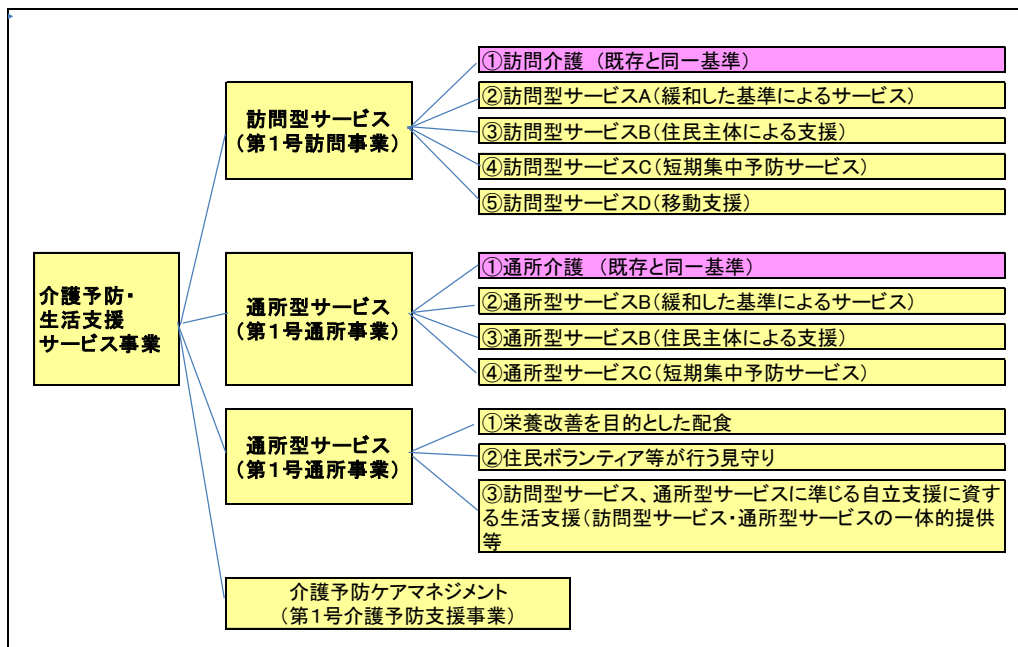 介護予防・
生活支援
サービス事業
訪問型サービス
（第１号訪問事業）
①訪問介護　（既存と同一基準）
②訪問型サービスA（緩和した基準によるサービス）
③訪問型サービスB（住民主体による支援）
④訪問型サービスC（短期集中予防サービス）
⑤訪問型サービスD（移動支援）
通所型サービス
（第１号通所事業）
①通所介護　（既存と同一基準）
②通所型サービスB（緩和した基準によるサービス）
③通所型サービスB（住民主体による支援）
④通所型サービスC（短期集中予防サービス）
通所型サービス
（第１号通所事業）
①栄養改善を目的とした配食
②住民ボランティア等が行う見守り
③訪問型サービス、通所型サービスに準じる自立支援に資す
る生活支援（訪問型サービス・通所型サービスの一体的提供
等
介護予防ケアマネジメント
（第１号介護予防支援事業）